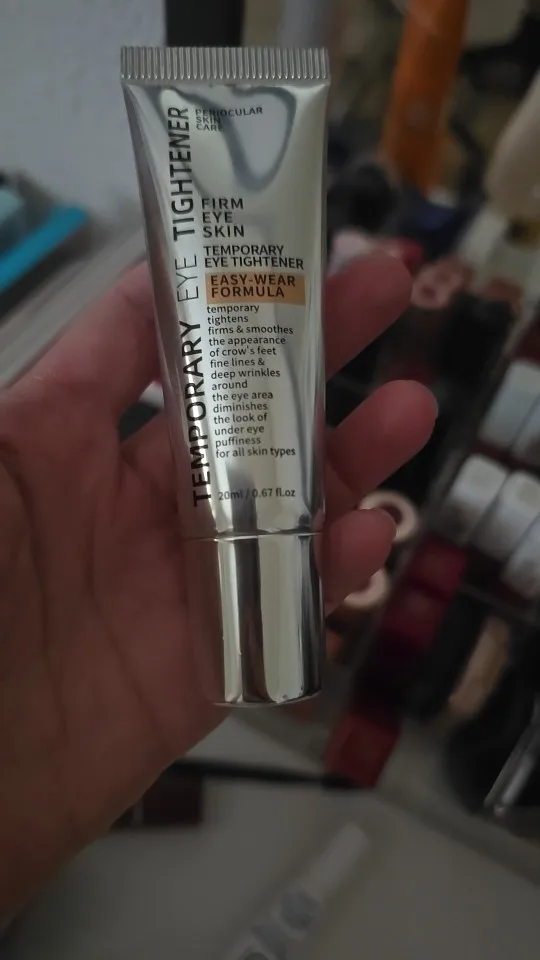 TEMPORARY EYE TIGHTENER
PERIOCULAR
SKIN
CARE
FIRM
EYE
SKIN
TEMPORARY
EYE TIGHTENER
EASY-WEAR
FORMULA
temporary
tightens
firms & smoothes
the appearance
of crow's feet
fine lines &
deep wrinkles
around
the eye area
diminishes
the look of
under eye
puffiness
for all skin types
20ml / 0.67 fl.oz